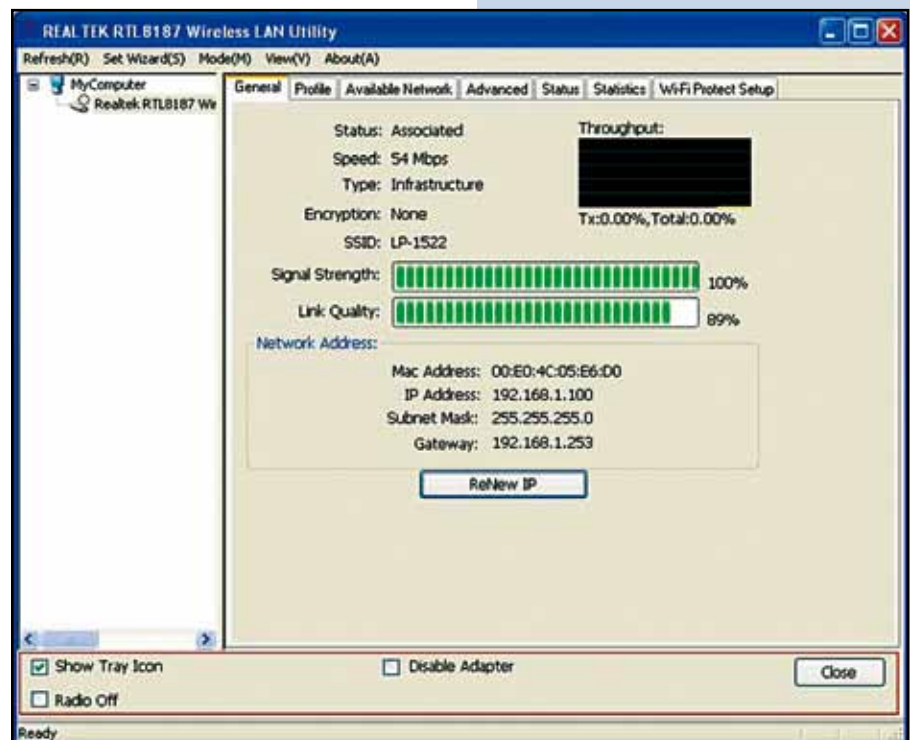 REALTEK RTL8187 Wireless LAN Utility
Refresh(R) Set Wizard(S) Mode(M) View(V) About(A)
MyComputer
Realtek RTL8187 Wir
General Profile Available Network Advanced Status Statistics Wi-Fi Protect Setup
Status: Associated
Throughput:
Speed: 54 Mbps
Type: Infrastructure
Encryption: None
Tx:0.00%, Total:0.00%
SSID: LP-1522
Signal Strength: 100%
Link Quality: 89%
Network Address:
Mac Address: 00:E0:4C:05:E6:D0
IP Address: 192.168.1.100
Subnet Mask: 255.255.255.0
Gateway: 192.168.1.253
ReNew IP
Show Tray Icon
Disable Adapter
Close
Radio Off
Ready